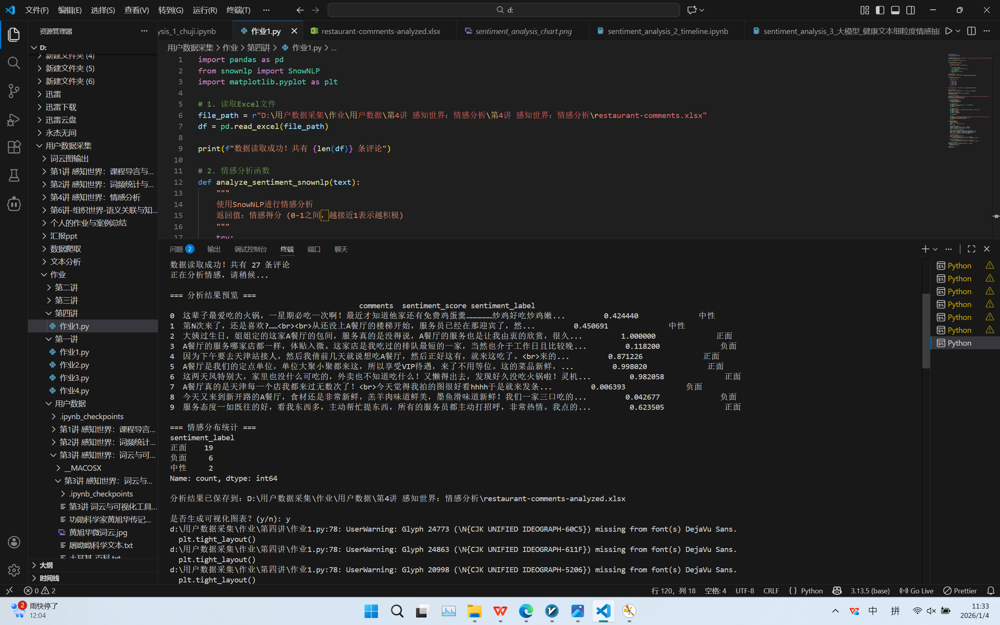 文件(F) 编辑(E) 选择(S) 查看(V) 转到(G) 运行(R) 终端(T) ··· d:
资源管理器 ···
D:
新建文件夹 (4)
新建文件夹 (5)
新建文件夹 (6)
迅雷
迅雷下载
迅雷云盘
永杰无间
用户数据采集
词云图输出
第1讲 感知世界：课程导言与...
第2讲 感知世界：词频统计与...
第4讲 感知世界：情感分析
第6讲-组织世界-语义关联与知...
个人的作业与案例总结
汇报ppt
数据爬取
文本分析
作业
第二讲
第三讲
第四讲
作业1.py
第一讲
作业1.py
作业2.py
作业3.py
作业4.py
用户数据
.ipynb_checkpoints
第1讲 感知世界：课程导言...
第2讲 感知世界：词频统计...
第3讲 感知世界：词云与可...
__MACOSX
第3讲 感知世界：词云与...
.ipynb_checkpoints
第3讲 词云与可视化工具...
功勋科学家黄旭华传记...
黄旭华微词云.jpg
屠呦呦科学文本.txt
大纲
时间线
ysis_1_chuji.ipynb 作业1.py restaurant-comments-analyzed.xlsx sentiment_analysis_chart.png sentiment_analysis_2_timeline.ipynb sentiment_analysis_3_大模型_健康文本细粒度情感抽
用户数据采集 > 作业 > 第四讲 > 作业1.py > ...
1 import pandas as pd
2 from snownlp import SnowNLP
3 import matplotlib.pyplot as plt
4
5 # 1. 读取Excel文件
6 file_path = r"D:\用户数据采集\作业\用户数据\第4讲 感知世界：情感分析\第4讲 感知世界：情感分析\restaurant-comments.xlsx"
7 df = pd.read_excel(file_path)
8
9 print(f"数据读取成功！共有 {len(df)} 条评论")
10
11 # 2. 情感分析函数
12 def analyze_sentiment_snownlp(text):
13 """
14 使用SnowNLP进行情感分析
15 返回值：情感得分 (0-1之间，越接近1表示越积极)
16 """
17 try:
问题 2 输出 调试控制台 终端 端口 聊天
数据读取成功！共有 27 条评论
正在分析情感，请稍候...
=== 分析结果预览 ===
comments sentiment_score sentiment_label
0 这辈子最爱吃的火锅，一星期必吃一次啊！最近才知道他家还有免费鸡蛋羹………………炒鸡好吃炒鸡嫩... 0.424440 中性
1 第N次来了，还是喜欢?……<br><br>从还没上A餐厅的楼梯开始，服务员已经在那迎宾了，然... 0.450691 中性
2 大姨过生日，姐姐定的这家A餐厅的包间，服务真的是没得说，A餐厅的服务也是让我由衷的欣赏，很久... 1.000000 正面
3 A餐厅的服务哪家店都一样，体贴入微。这家店是我吃过的排队最短的一家，当然也介于工作日且比较晚... 0.118200 负面
4 因为下午要去天津站接人，然后我倩前几天就说想吃A餐厅，然后正好这有，就来这吃了。<br>来的... 0.871226 正面
5 A餐厅是我们的定点单位，单位大聚小聚都来这，所以享受VIP待遇，来了不用等位。这的菜品新鲜，... 0.998020 正面
6 这两天风特别大，家里也没什么可吃的，外卖也不知道吃什么！又懒得出去，发现好久没吃火锅啦！灵机... 0.982058 正面
7 A餐厅真的是天津每一个店我都来过无数次了！<br>今天觉得我拍的图很好看hhhh于是就来发条... 0.006393 负面
8 今天又来到新开路的A餐厅，食材还是非常新鲜，羔羊肉味道鲜美，墨鱼滑味道新鲜！我们一家三口吃的... 0.042677 负面
9 服务态度一如既往的好，看我东西多，主动帮忙提东西，所有的服务员都主动打招呼，非常热情。我点的... 0.623505 正面
=== 情感分布统计 ===
sentiment_label
正面 19
负面 6
中性 2
Name: count, dtype: int64
分析结果已保存到：D:\用户数据采集\作业\用户数据\第4讲 感知世界：情感分析\restaurant-comments-analyzed.xlsx
是否生成可视化图表？(y/n): y
d:\用户数据采集\作业\第四讲\作业1.py:78: UserWarning: Glyph 24773 (\N{CJK UNIFIED IDEOGRAPH-60C5}) missing from font(s) DejaVu Sans.
plt.tight_layout()
d:\用户数据采集\作业\第四讲\作业1.py:78: UserWarning: Glyph 24863 (\N{CJK UNIFIED IDEOGRAPH-611F}) missing from font(s) DejaVu Sans.
plt.tight_layout()
d:\用户数据采集\作业\第四讲\作业1.py:78: UserWarning: Glyph 20998 (\N{CJK UNIFIED IDEOGRAPH-5206}) missing from font(s) DejaVu Sans.
plt.tight_layout()
Python
Python
Python
Python
Python
Python
Python
0 2 行 120，列 18 空格: 4 UTF-8 CRLF { } Python 3.13.5 (base) Go Live Prettier
2 雨快停了
12:04
中 拼 11:33
2026/1/4